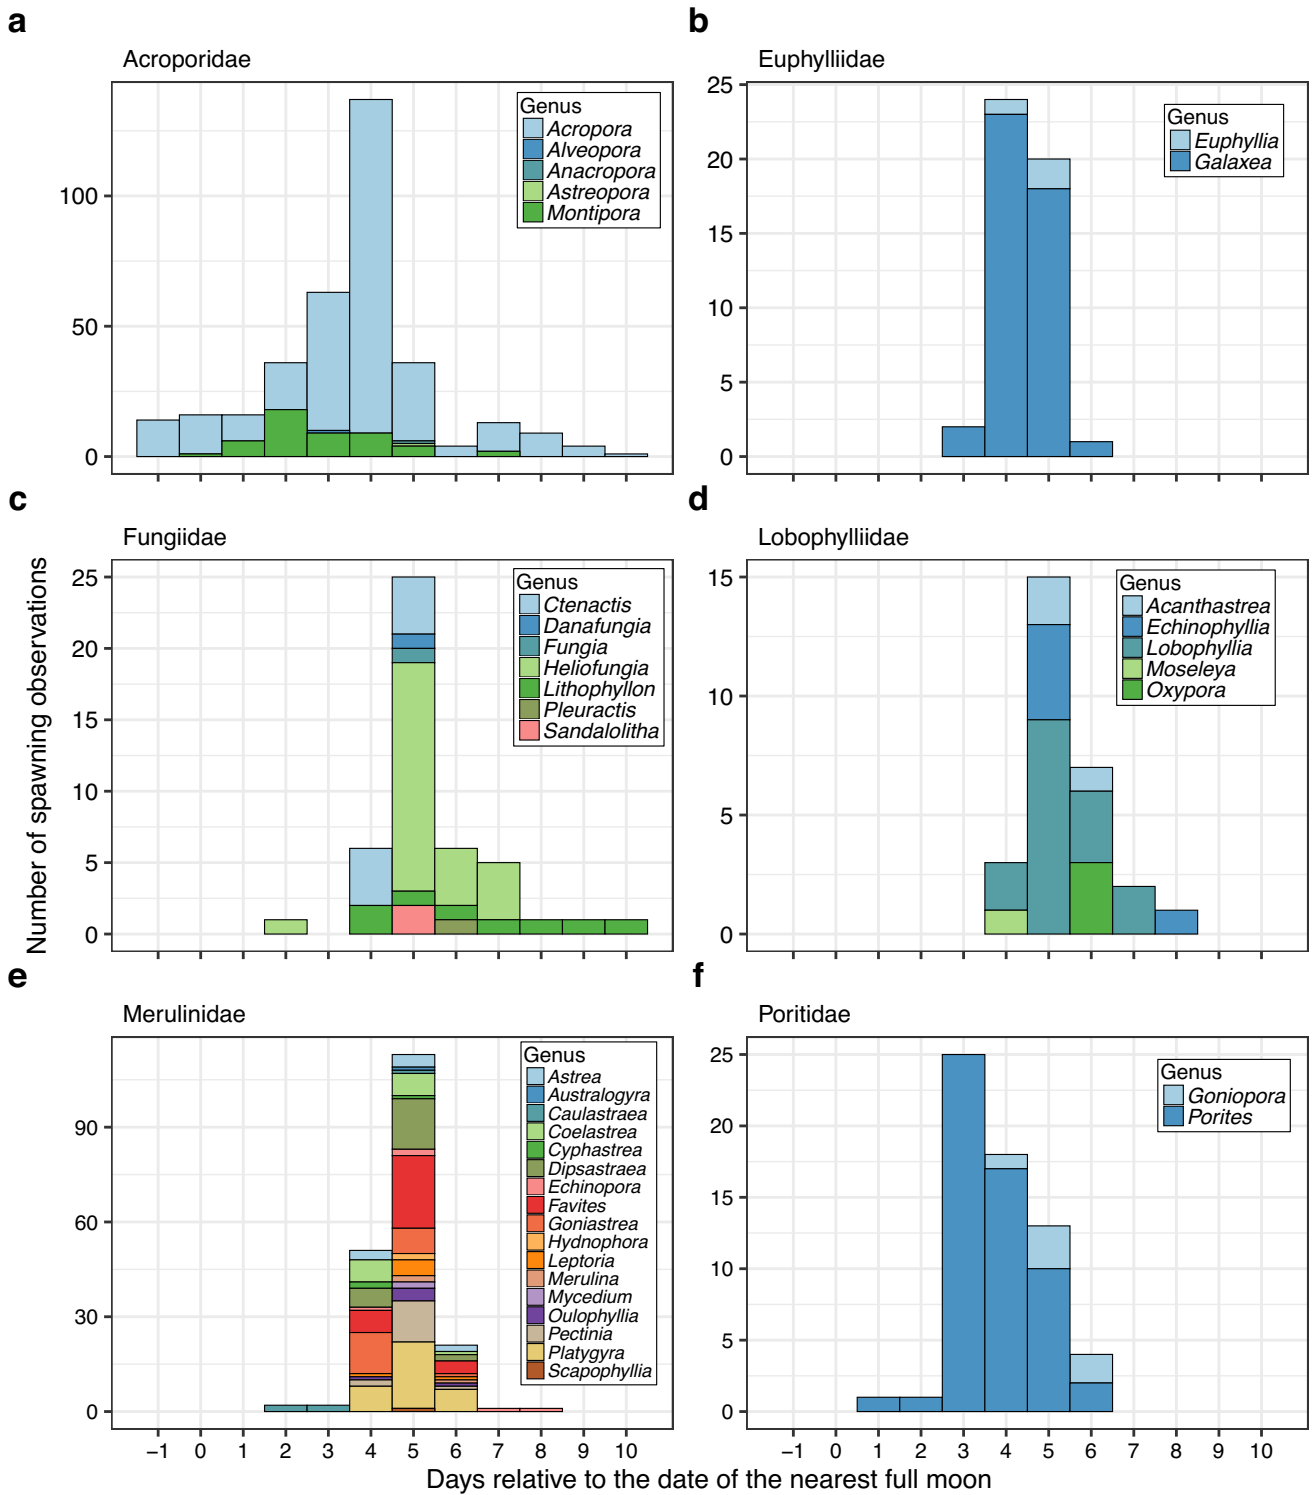 a
Acroporidae
100
50
0
Genus
Acropora
Alveopora
Anacropora
Astreopora
Montipora
b
Euphylliidae
25
20
15
10
5
0
Genus
Euphyllia
Galaxea
c
Fungiidae
25
20
15
10
5
0
Genus
Ctenactis
Danafungia
Fungia
Heliofungia
Lithophyllon
Pleuractis
Sandalolitha
d
Lobophylliidae
15
10
5
0
Genus
Acanthastrea
Echinophyllia
Lobophyllia
Moseleya
Oxypora
Number of spawning observations
e
Merulinidae
90
60
30
0
Genus
Astrea
Australogyra
Caulastraea
Coelastrea
Cyphastrea
Dipsastraea
Echinopora
Favites
Goniastrea
Hydnophora
Leptoria
Merulina
Mycedium
Oulophyllia
Pectinia
Platygyra
Scapophyllia
−1 0 1 2 3 4 5 6 7 8 9 10
f
Poritidae
25
20
15
10
5
0
Genus
Goniopora
Porites
−1 0 1 2 3 4 5 6 7 8 9 10
Days relative to the date of the nearest full moon